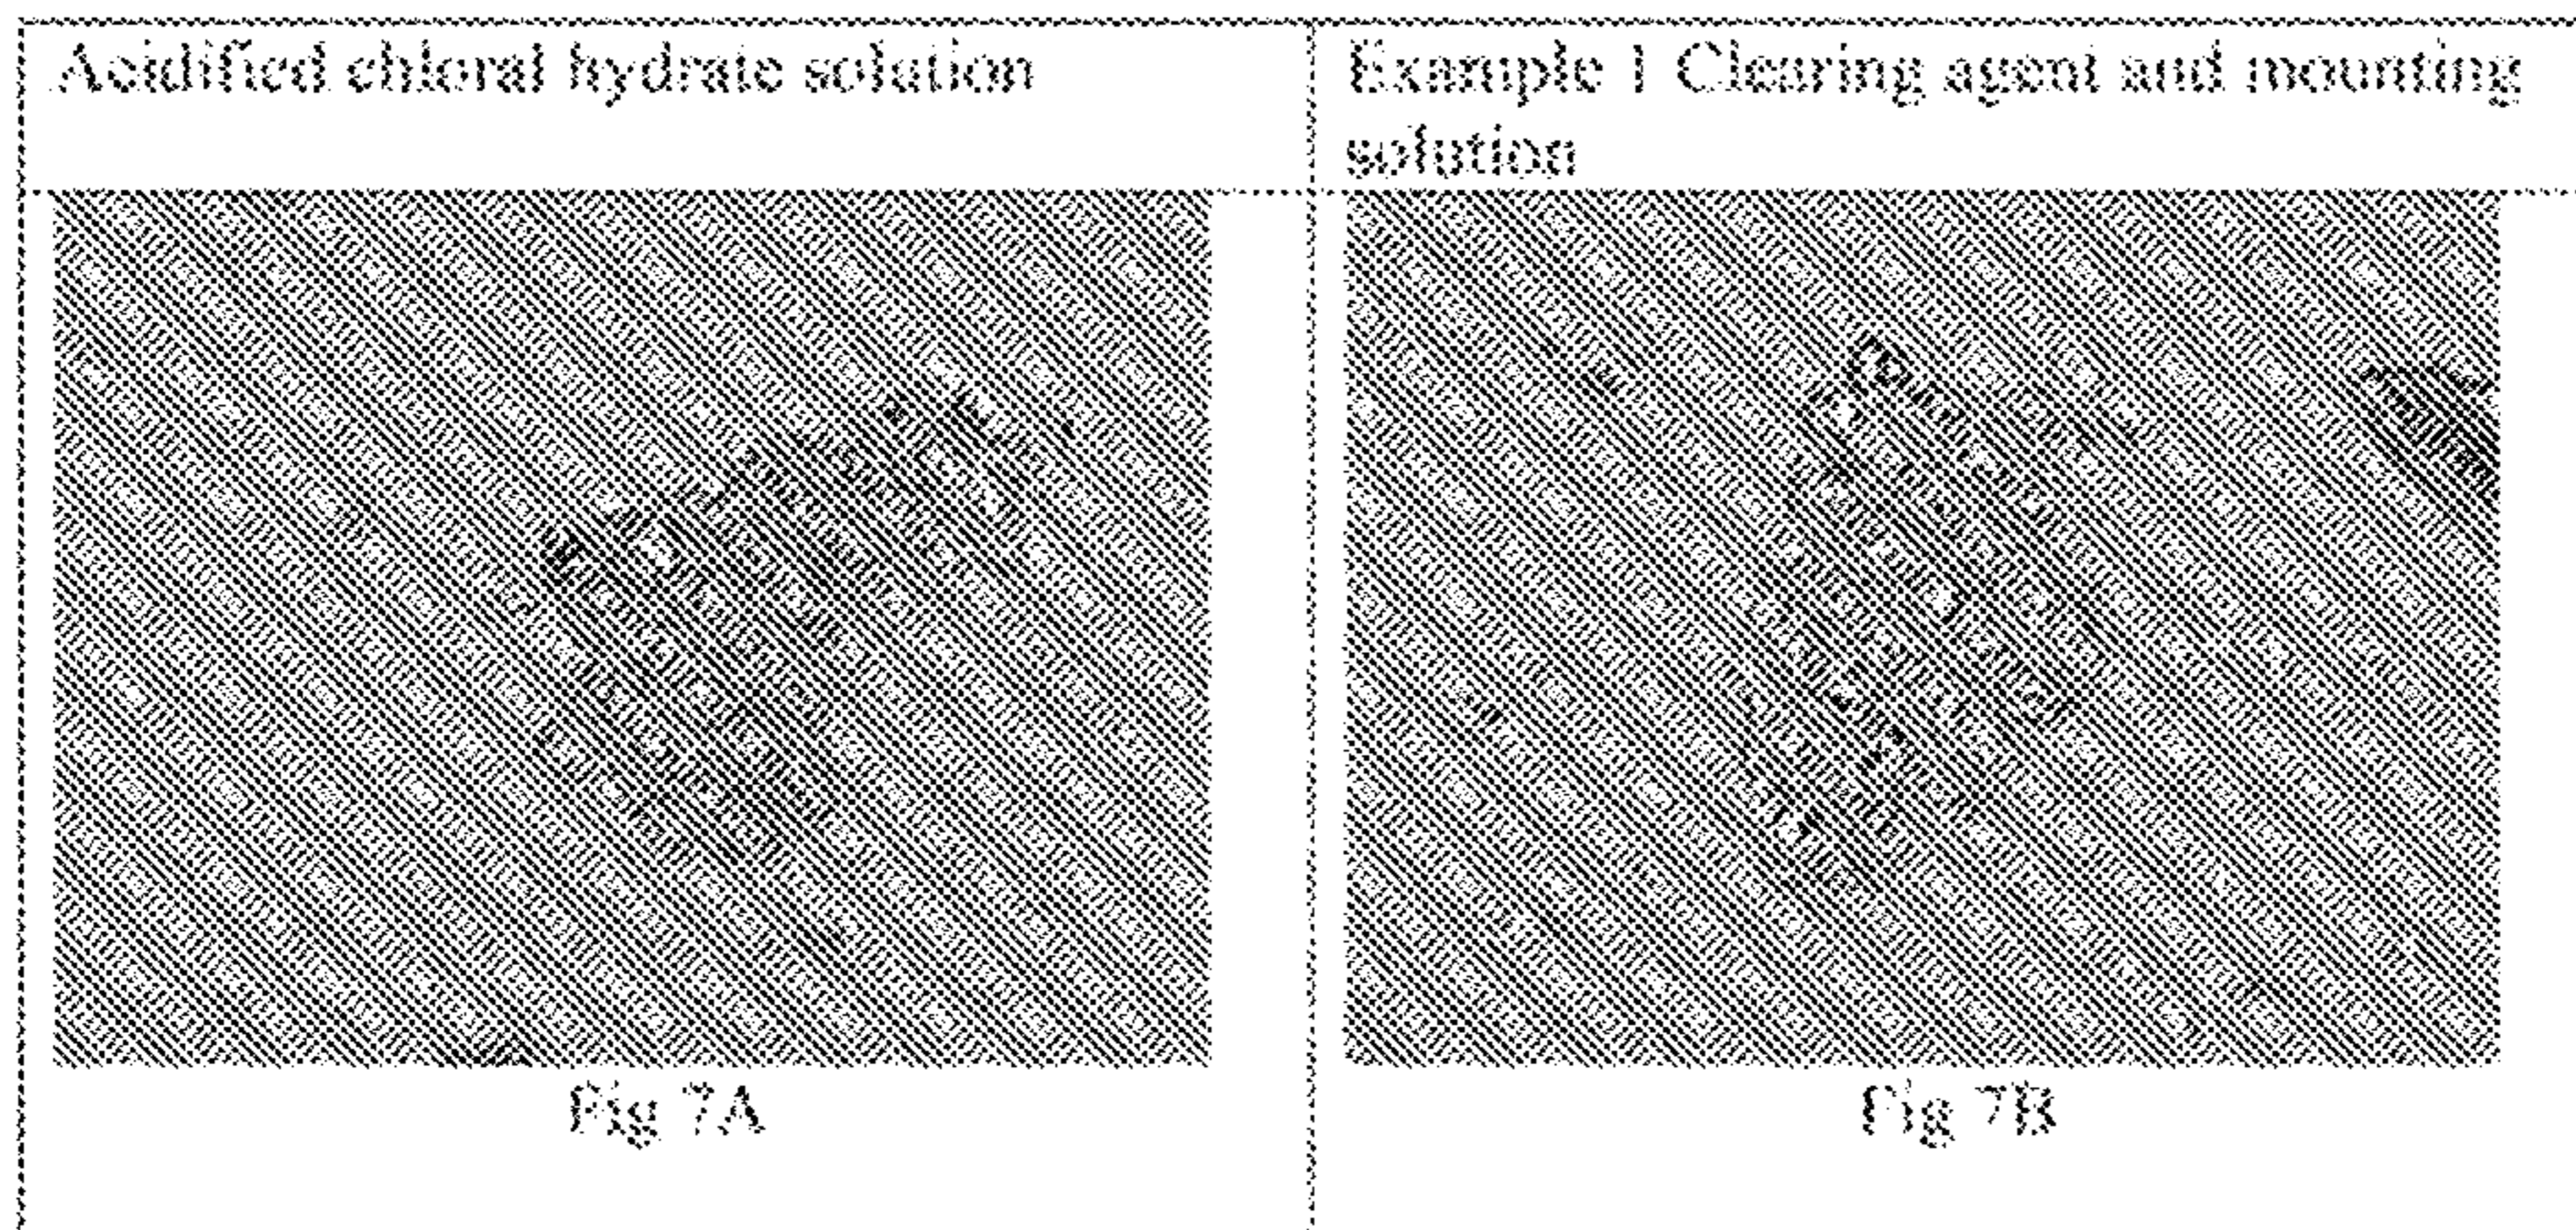 Acidified chloral hydrate solution
Example 1 Clearing agent and mounting
solution
Fig 7A
Fig 7B